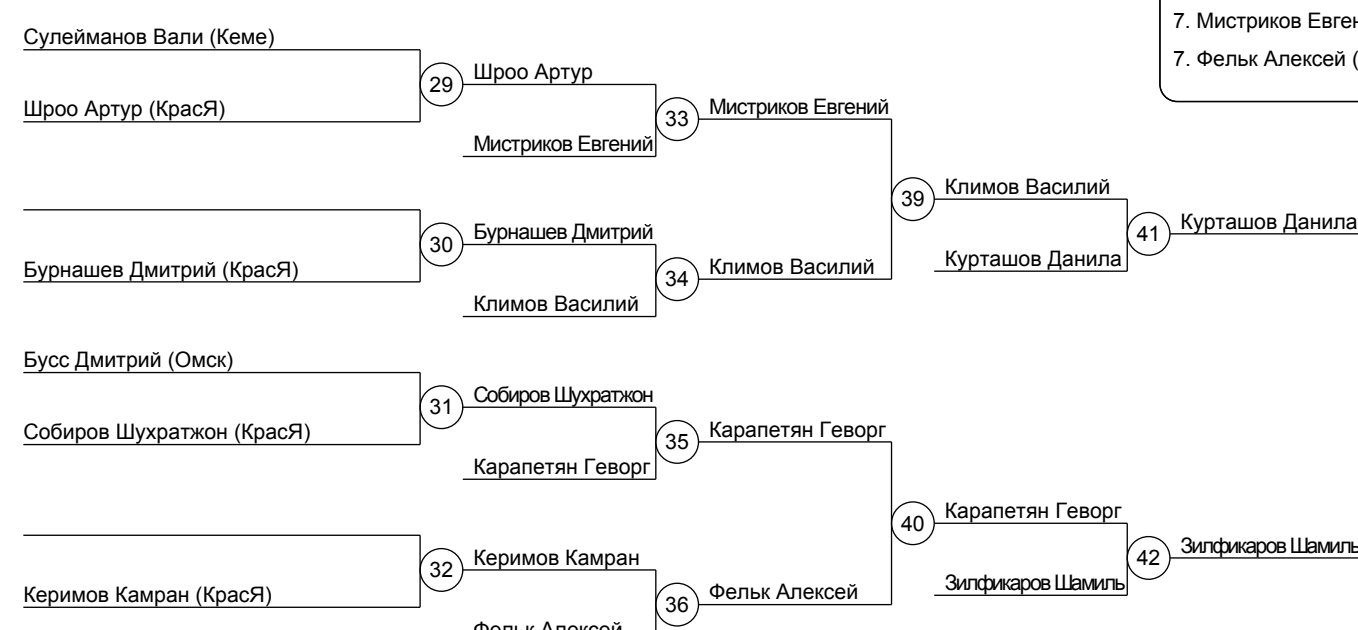 7. Мистриков Евген
7. Фельк Алексей (
Сулейманов Вали (Кеме)
29
Шроо Артур
Шроо Артур (КрасЯ)
33
Мистриков Евгений
Мистриков Евгений
39
Климов Василий
30
Бурнашев Дмитрий
41
Курташов Данила
Бурнашев Дмитрий (КрасЯ)
34
Климов Василий
Курташов Данила
Климов Василий
Бусс Дмитрий (Омск)
31
Собиров Шухратжон
Собиров Шухратжон (КрасЯ)
35
Карапетян Геворг
Карапетян Геворг
40
Карапетян Геворг
32
Керимов Камран
42
Зилфикаров Шамиль
Керимов Камран (КрасЯ)
36
Фельк Алексей
Зилфикаров Шамиль
Фельк Алексей